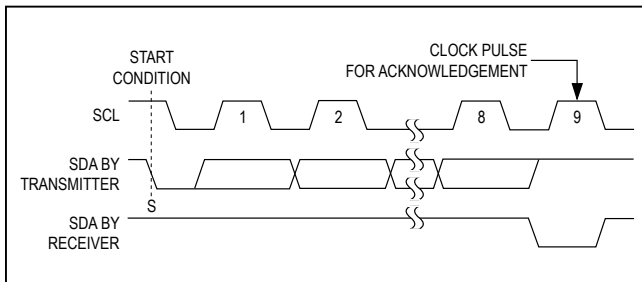 START
CONDITION
CLOCK PULSE
FOR ACKNOWLEDGEMENT
SCL
1
2
8
9
SDA BY
TRANSMITTER
S
SDA BY
RECEIVER